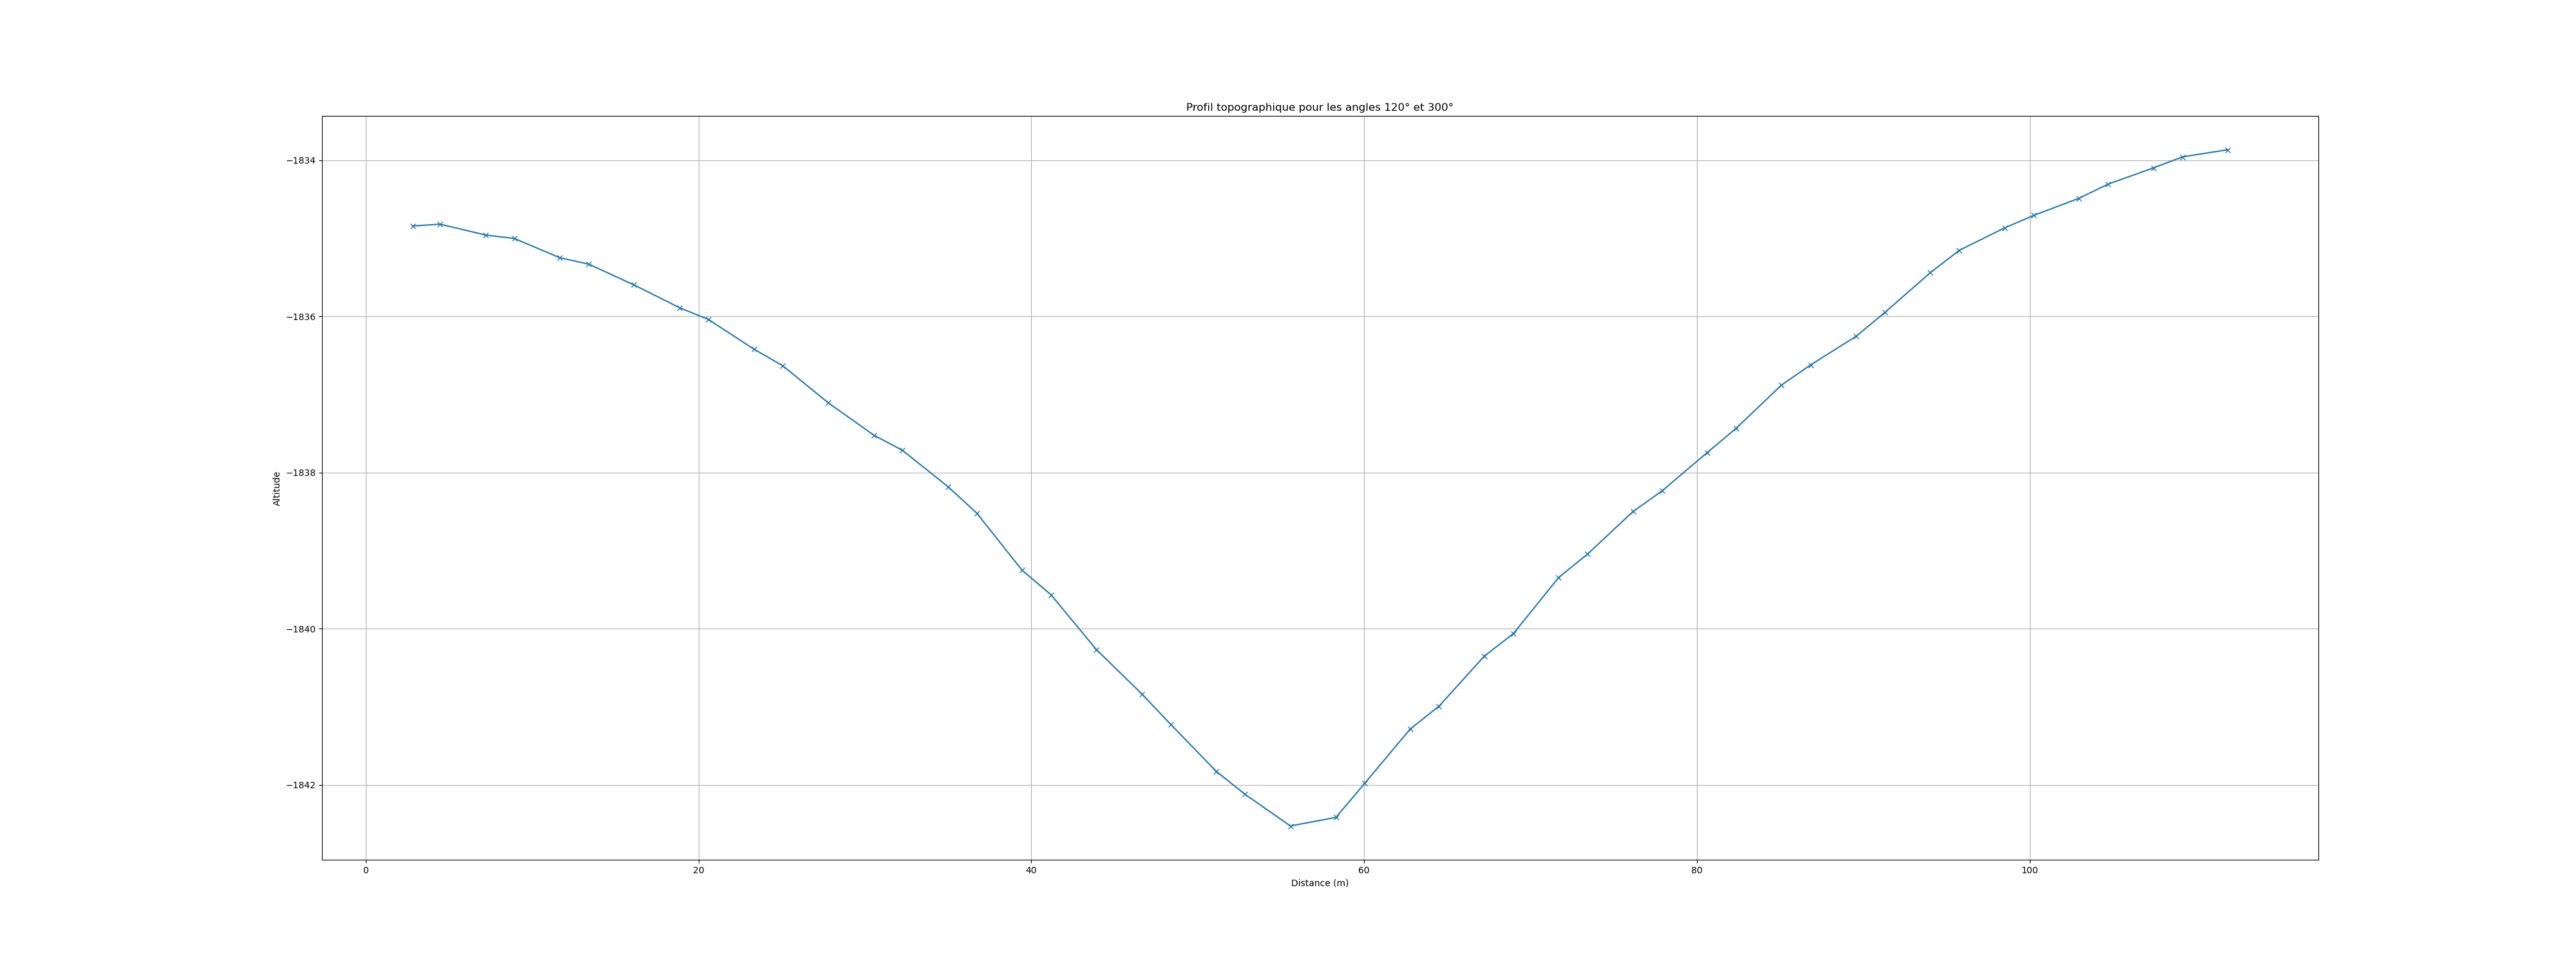 Profil topographique pour les angles 120° et 300°
−1834
−1836
−1838
−1840
−1842
Altitude
0 20 40 60 80 100
Distance (m)